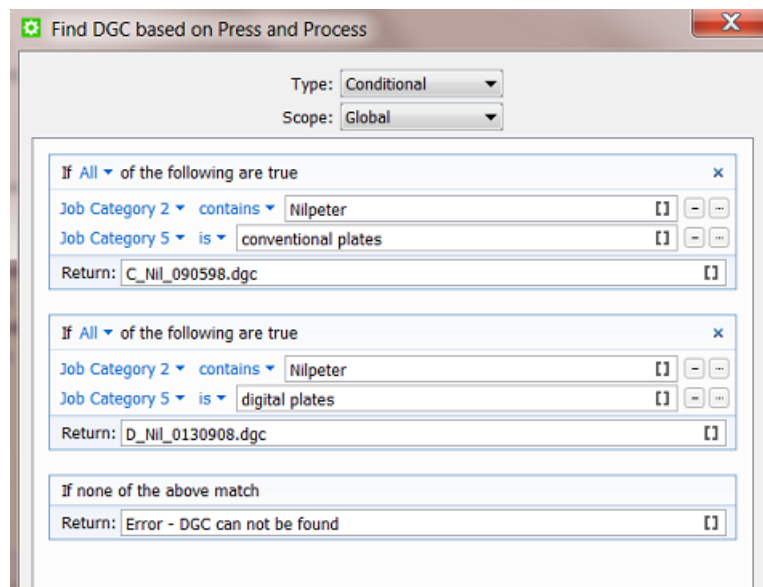 Find DGC based on Press and Process
Type: Conditional
Scope: Global
If All of the following are true
Job Category 2 contains Nilpeter
Job Category 5 is conventional plates
Return: C_Nil_090598.dgc
If All of the following are true
Job Category 2 contains Nilpeter
Job Category 5 is digital plates
Return: D_Nil_0130908.dgc
If none of the above match
Return: Error - DGC can not be found